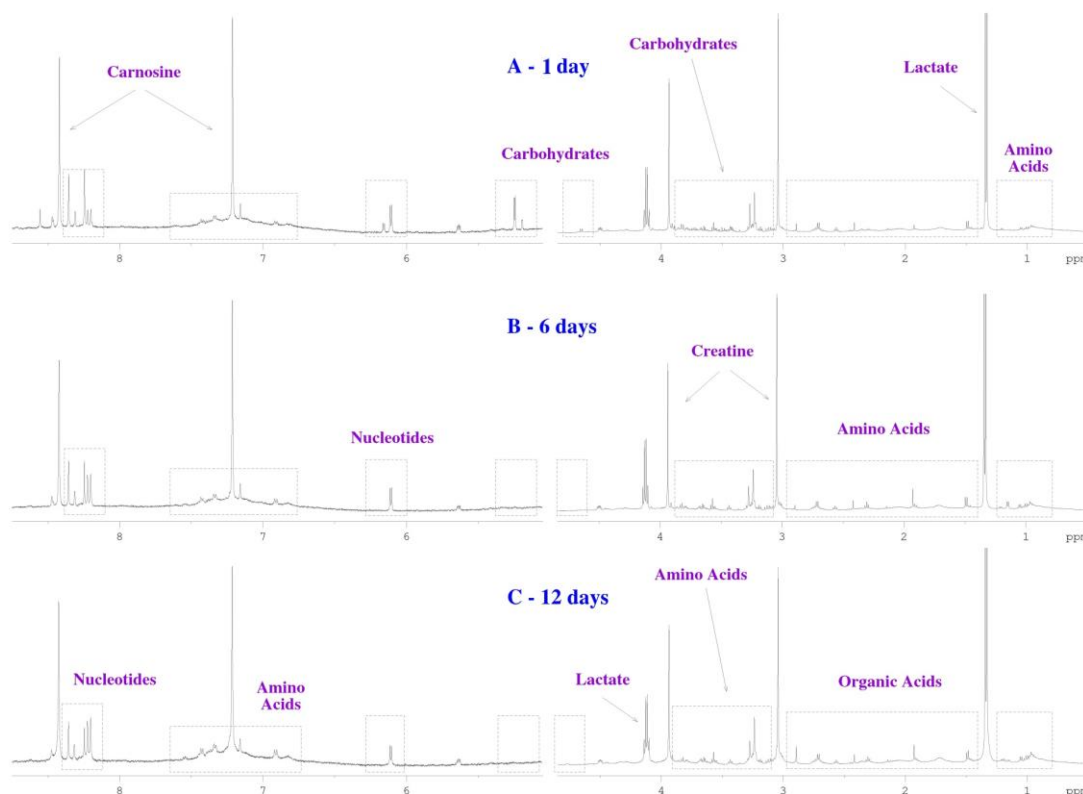 Carbohydrates
A - 1 day
Lactate
Carnosine
Carbohydrates
Amino
Acids
8 7 6 4 3 2 1 ppm
B - 6 days
Creatine
Nucleotides
Amino Acids
8 7 6 4 3 2 1 ppm
Amino Acids
C - 12 days
Nucleotides
Lactate
Organic Acids
Amino
Acids
8 7 6 4 3 2 1 ppm